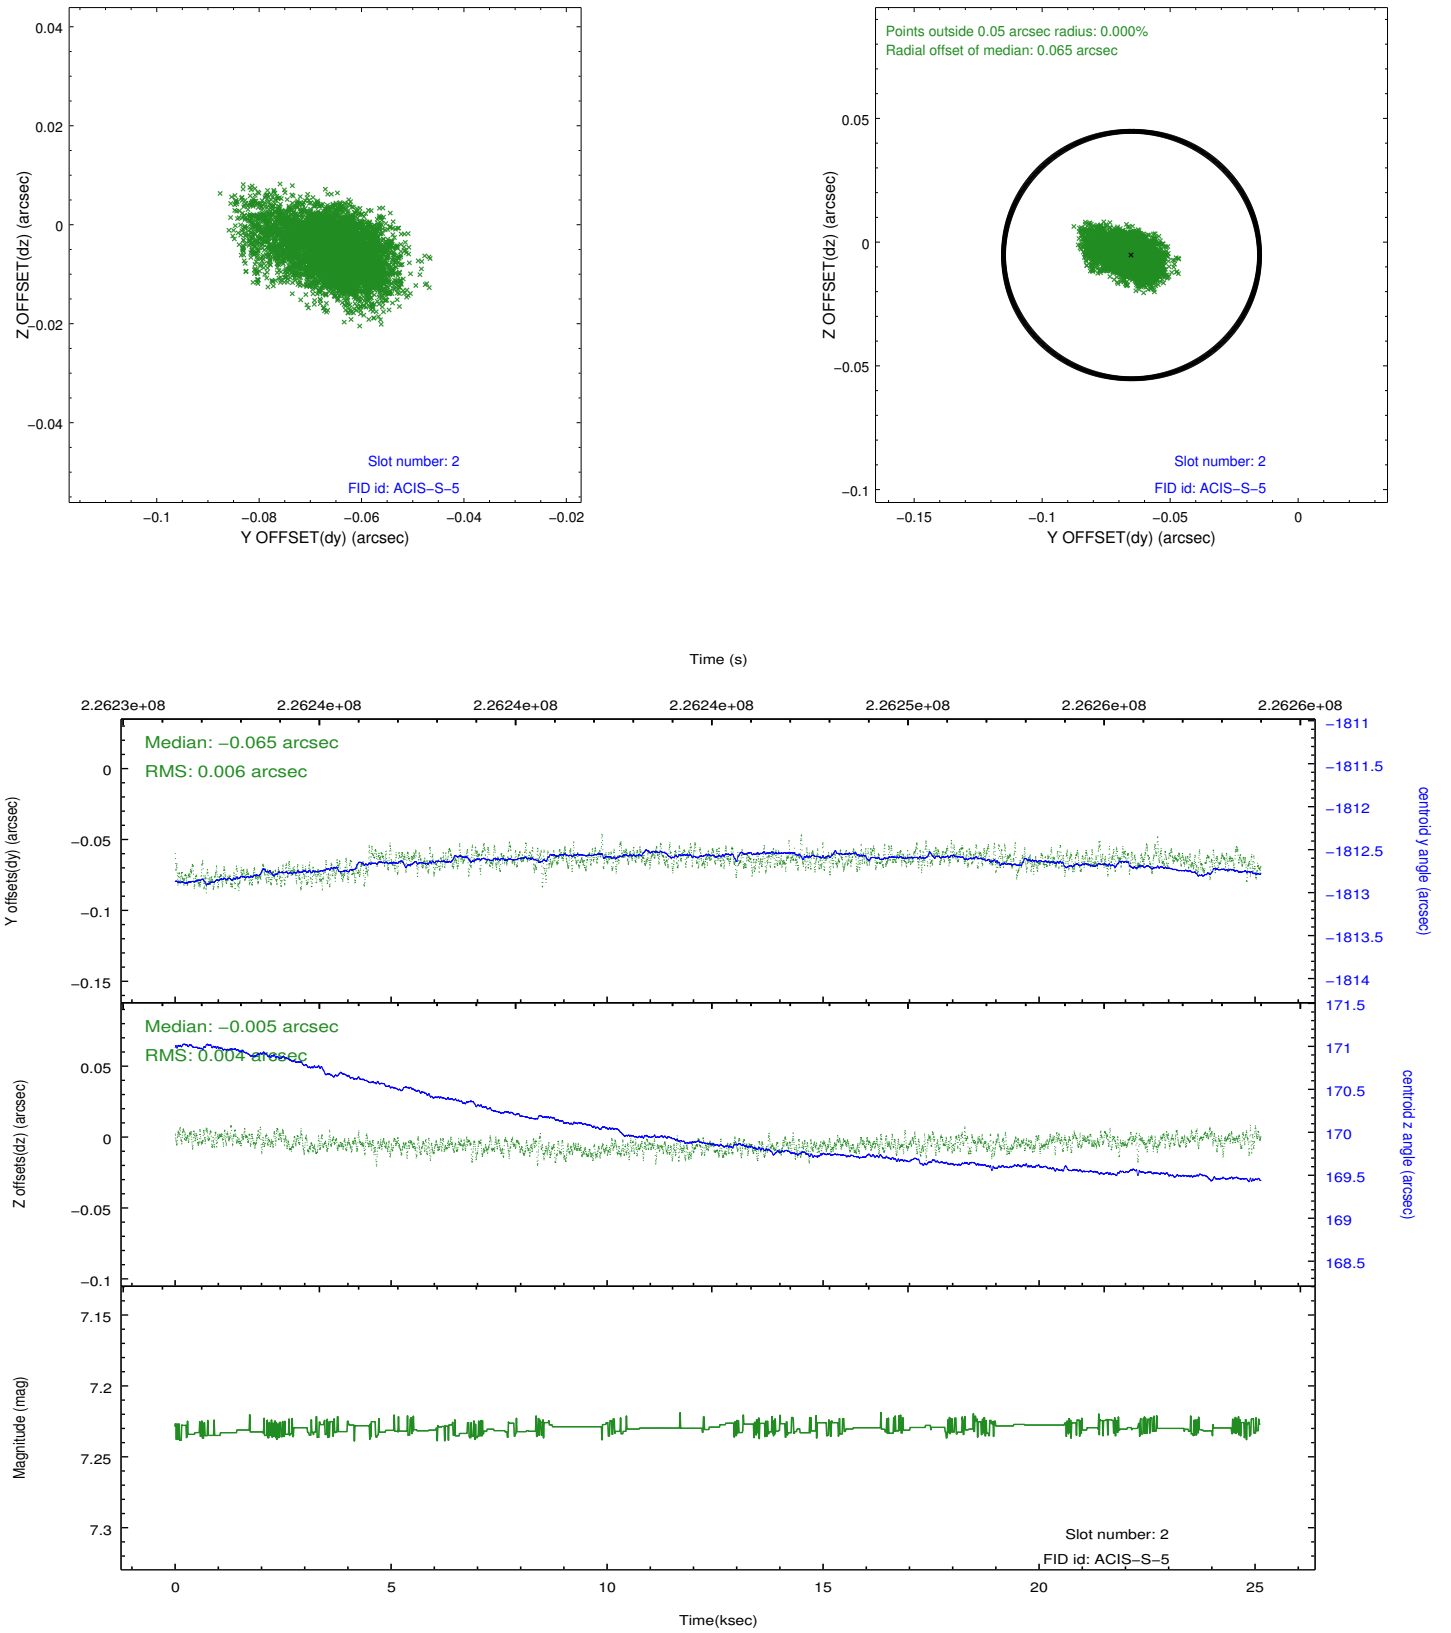 0.04
0.02
0
−0.02
−0.04
Z OFFSET(dz) (arcsec)
Slot number: 2
FID id: ACIS−S−5
−0.1
−0.08
−0.06
−0.04
−0.02
Y OFFSET(dy) (arcsec)
Points outside 0.05 arcsec radius: 0.000%
Radial offset of median: 0.065 arcsec
0.05
0
−0.05
−0.1
Z OFFSET(dz) (arcsec)
Slot number: 2
FID id: ACIS−S−5
−0.15
−0.1
−0.05
0
Y OFFSET(dy) (arcsec)
Time (s)
2.2623e+08
2.2624e+08
2.2624e+08
2.2624e+08
2.2625e+08
2.2626e+08
2.2626e+08
Median: −0.065 arcsec
RMS: 0.006 arcsec
0
−0.05
−0.1
−0.15
Y offsets(dy) (arcsec)
−1811
−1811.5
−1812
−1812.5
−1813
−1813.5
−1814
centroid y angle (arcsec)
Median: −0.005 arcsec
RMS: 0.004 arcsec
0.05
0
−0.05
−0.1
Z offsets(dz) (arcsec)
171.5
171
170.5
170
169.5
169
168.5
centroid z angle (arcsec)
7.15
7.2
7.25
7.3
Magnitude (mag)
Slot number: 2
FID id: ACIS−S−5
0
5
10
15
20
25
Time(ksec)